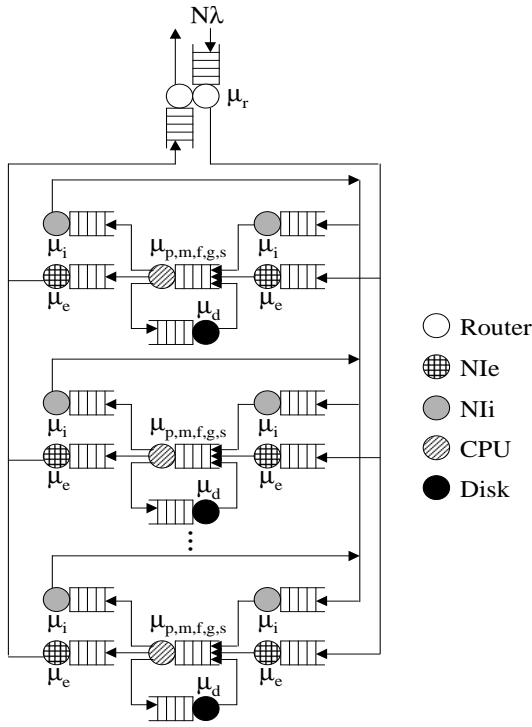 Nλ
μr
μi
μp,m,f,g,s
μi
μe
μd
μe
μi
μp,m,f,g,s
μi
μe
μd
μe
μi
μp,m,f,g,s
μi
μe
μd
μe
Router
NIe
NIi
CPU
Disk